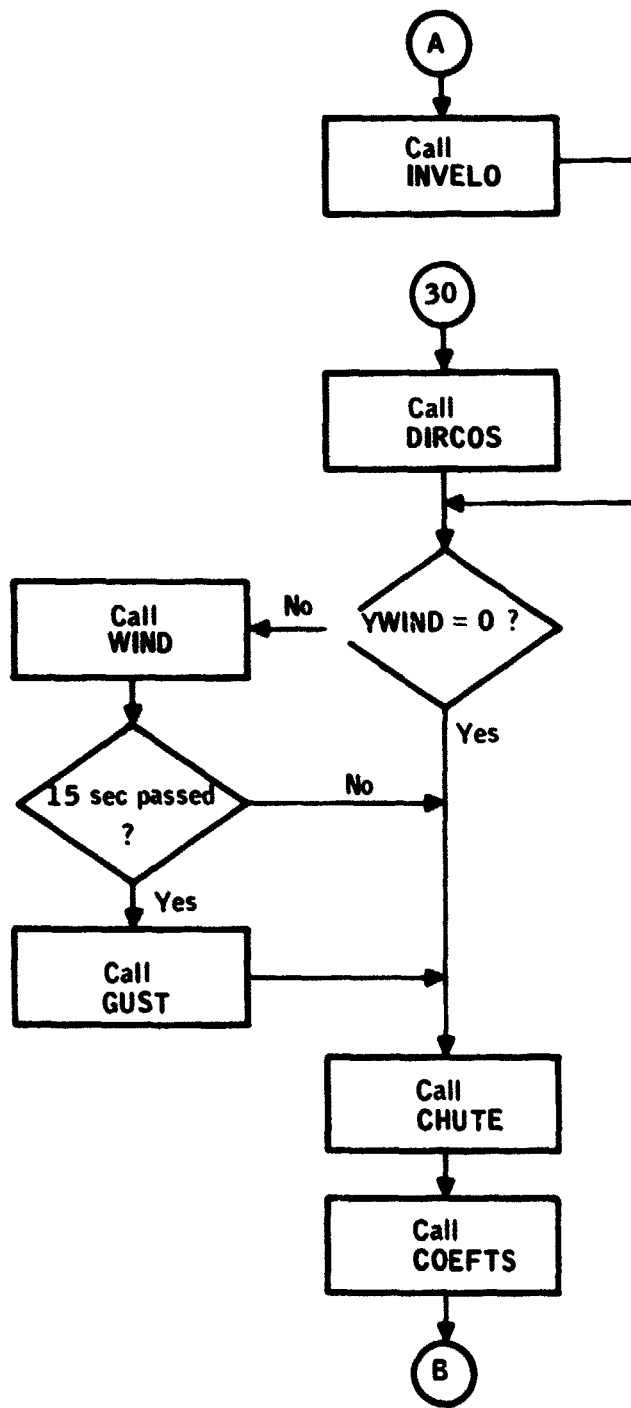 A
Call
INVELO
30
Call
DIRCOS
YWIND = 0 ?
No
Call
WIND
Yes
15 sec passed
?
No
Yes
Call
GUST
Call
CHUTE
Call
COEFTS
B